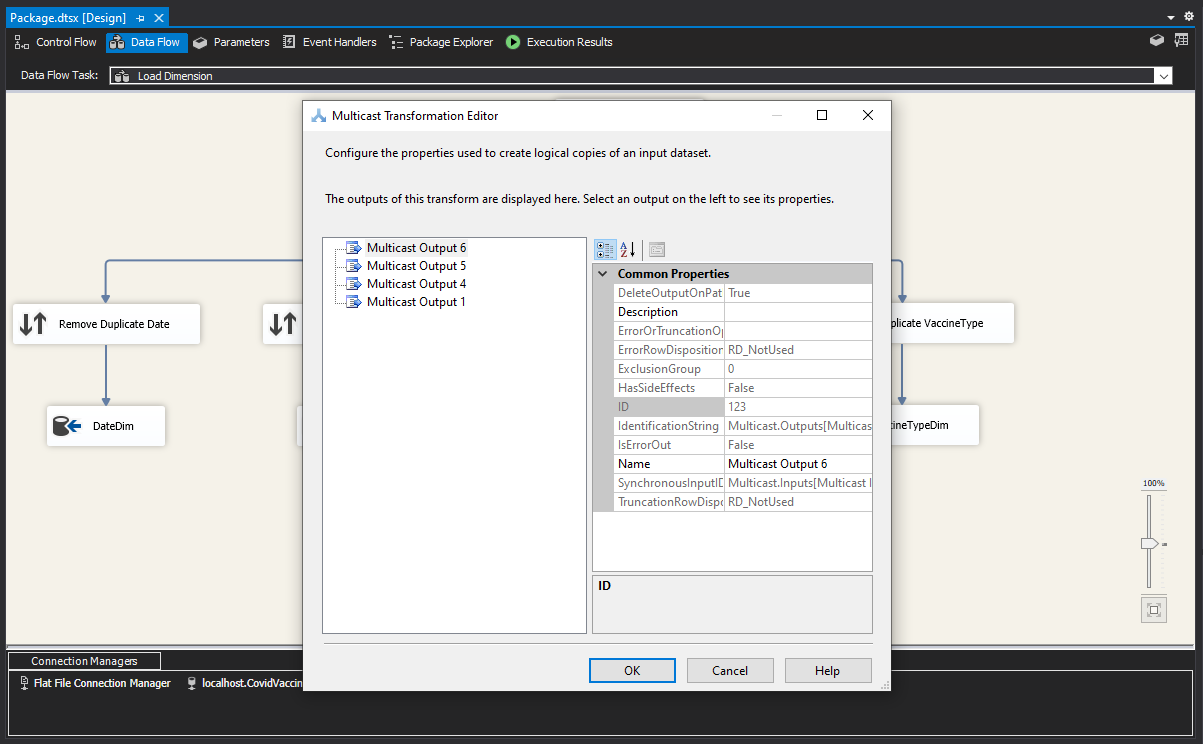 Package.dtsx [Design]
Control Flow
Data Flow
Parameters
Event Handlers
Package Explorer
Execution Results
Data Flow Task:
Load Dimension
Multicast Transformation Editor
Configure the properties used to create logical copies of an input dataset.
The outputs of this transform are displayed here. Select an output on the left to see its properties.
Multicast Output 6
Multicast Output 5
Multicast Output 4
Multicast Output 1
Common Properties
DeleteOutputOnPat True
Description
ErrorOrTruncationOp
ErrorRowDisposition RD_NotUsed
ExclusionGroup 0
HasSideEffects False
ID 123
IdentificationString Multicast.Outputs[Multicas
IsErrorOut False
Name Multicast Output 6
SynchronousInputID Multicast.Inputs[Multicast I
TruncationRowDispo RD_NotUsed
ID
OK
Cancel
Help
Remove Duplicate Date
DateDim
plicate VaccineType
cineTypeDim
100%
Connection Managers
Flat File Connection Manager
localhost.CovidVaccin